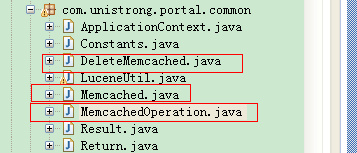 com.unistrong.portal.common
ApplicationContext.java
Constants.java
DeleteMemcached.java
LuceneUtil.java
Memcached.java
MemcachedOperation.java
Result.java
Return.java